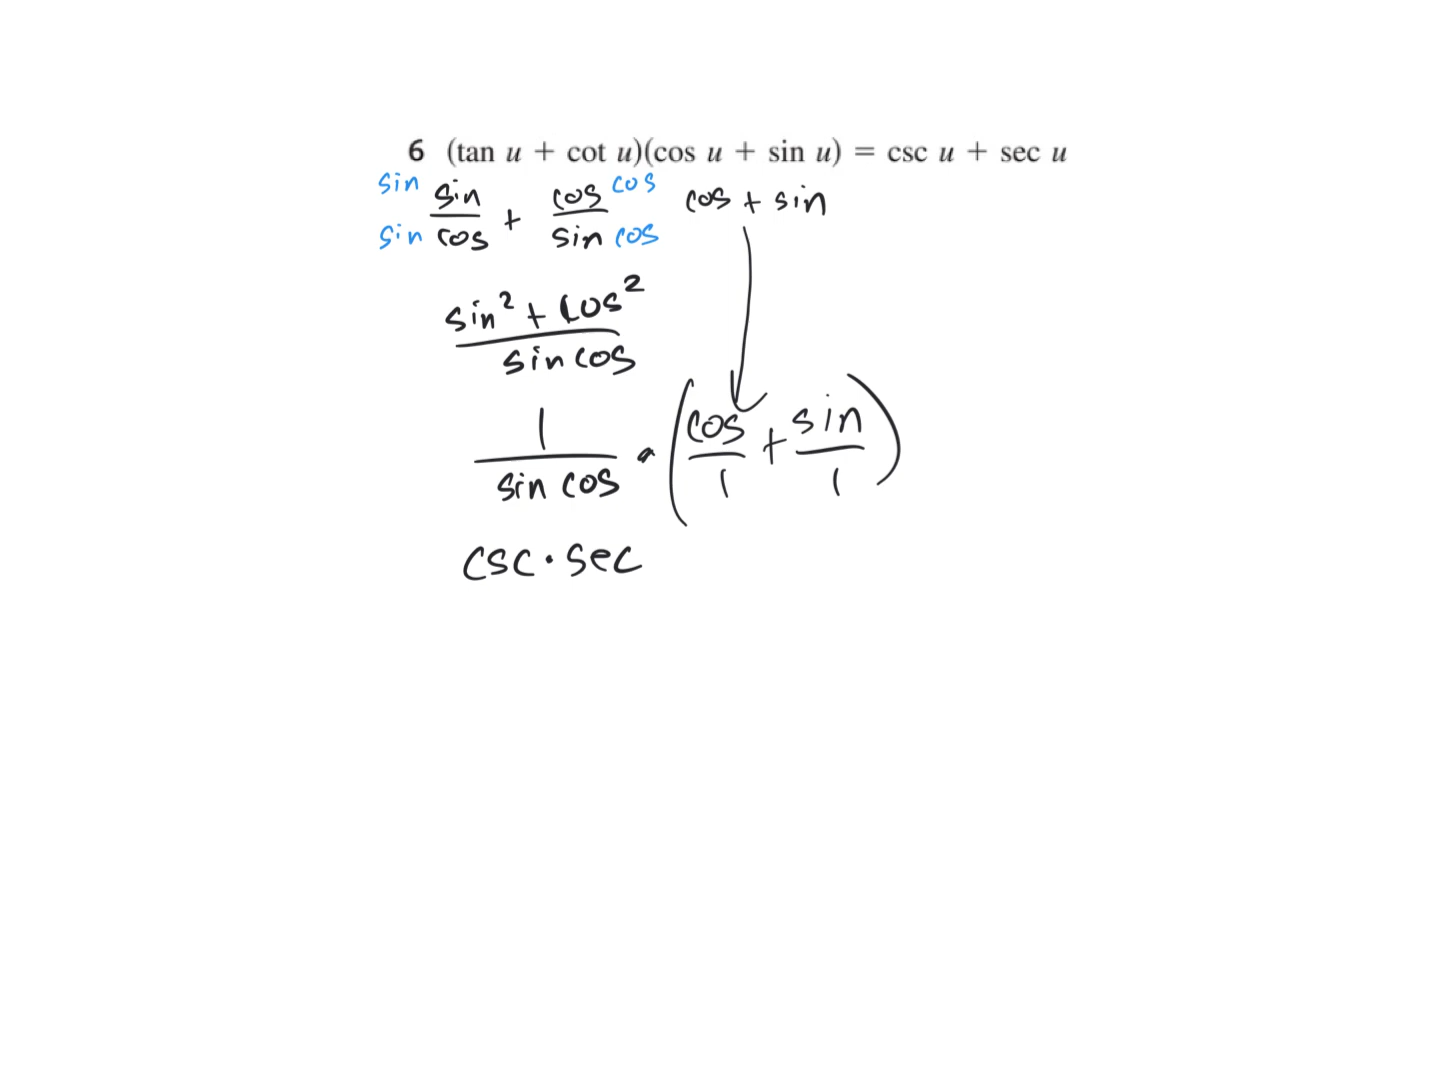 6 (tan u + cot u)(cos u + sin u) = csc u + sec u
sin sin/cos sin + cos/sin cos/cos cos + sin
sin² + cos²
sin cos
1/sin cos · (cos/1 + sin/1)
csc · sec